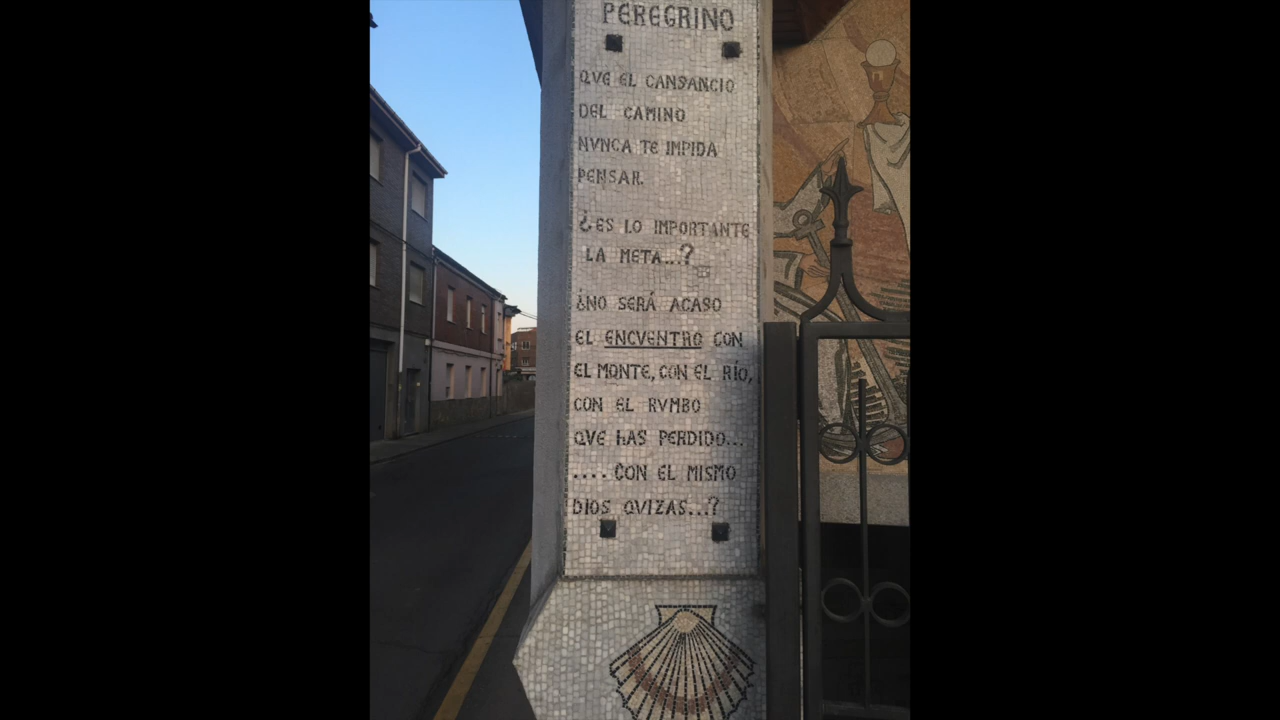 PEREGRINO
QVE EL CANSANCIO
DEL CAMINO
NVNCA TE IMPIDA
PENSAR.
¿ES LO IMPORTANTE
LA META...?
¿NO SERÁ ACASO
EL ENCVENTRO CON
EL MONTE, CON EL RÍO,
CON EL RVMBO
QVE HAS PERDIDO...
....CON EL MISMO
DIOS QVIZAS...?